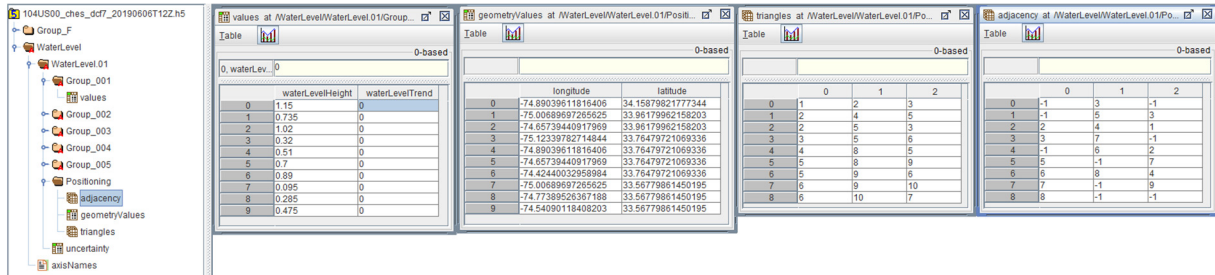 104US00_ches_dcf7_20190606T12Z.h5
Group_F
WaterLevel
WaterLevel.01
Group_001
values
Group_002
Group_003
Group_004
Group_005
Positioning
adjacency
geometryValues
triangles
uncertainty
axisNames
values at /WaterLevel/WaterLevel.01/Group...
Table
0-based
0, waterLev... 0
waterLevelHeight waterLevelTrend
0 1.15 0
1 0.735 0
2 1.02 0
3 0.32 0
4 0.51 0
5 0.7 0
6 0.89 0
7 0.095 0
8 0.285 0
9 0.475 0
geometryValues at /WaterLevel/WaterLevel.01/Positi...
Table
0-based
longitude latitude
0 -74.89039611816406 34.15879821777344
1 -75.00689697265625 33.96179962158203
2 -74.65739440917969 33.96179962158203
3 -75.12339782714844 33.76479721069336
4 -74.89039611816406 33.76479721069336
5 -74.65739440917969 33.76479721069336
6 -74.42440032958984 33.76479721069336
7 -75.00689697265625 33.56779861450195
8 -74.77389526367188 33.56779861450195
9 -74.54090118408203 33.56779861450195
triangles at /WaterLevel/WaterLevel.01/Po...
Table
0-based
0 1 2
0 1 2 3
1 2 4 5
2 2 5 3
3 3 5 6
4 4 8 5
5 5 8 9
6 5 9 6
7 6 9 10
8 6 10 7
adjacency at /WaterLevel/WaterLevel.01/Po...
Table
0-based
0 1 2
0 -1 3 -1
1 -1 5 3
2 2 4 1
3 3 7 -1
4 -1 6 2
5 5 -1 7
6 6 8 4
7 7 -1 9
8 8 -1 -1